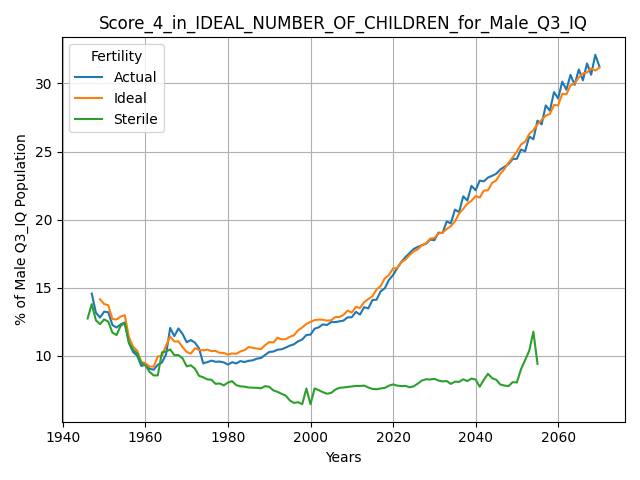 Score_4_in_IDEAL_NUMBER_OF_CHILDREN_for_Male_Q3_IQ
Fertility
Actual
Ideal
Sterile
% of Male Q3_IQ Population
30
25
20
15
10
1940
1960
1980
2000
2020
2040
2060
Years